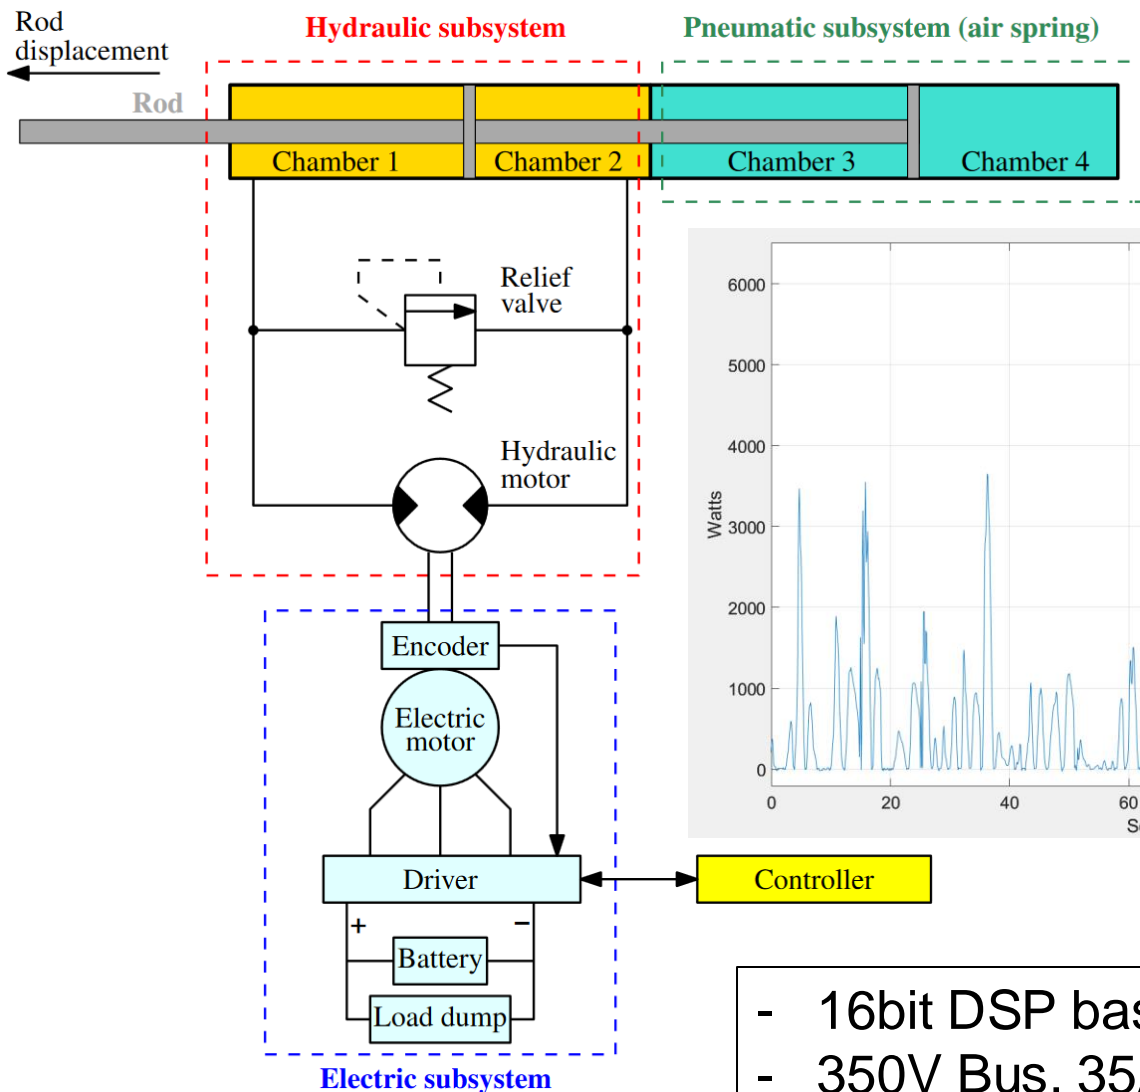 Rod
displacement
Hydraulic subsystem
Pneumatic subsystem (air spring)
Rod
Chamber 1
Chamber 2
Chamber 3
Chamber 4
Relief
valve
Hydraulic
motor
Encoder
Electric
motor
Driver
Controller
+
−
Battery
Load dump
Electric subsystem
6000
5000
4000
3000
2000
1000
0
Watts
0
20
40
60
- 16bit DSP
- 350V Bus,